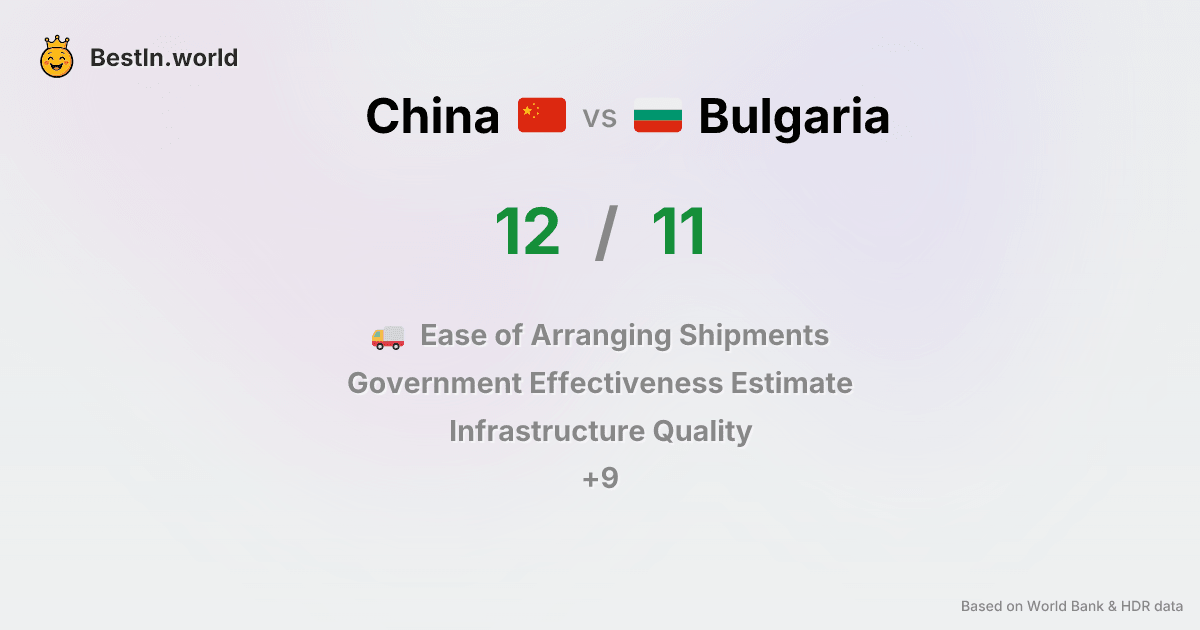 BestIn.world
China vs Bulgaria
12 / 11
Ease of Arranging Shipments
Government Effectiveness Estimate
Infrastructure Quality
+9
Based on World Bank & HDR data